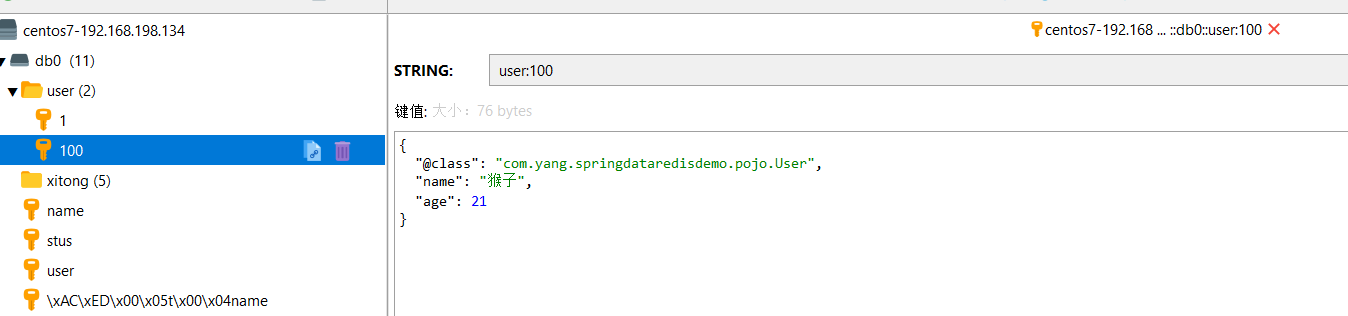 centos7-192.168.198.134
db0 (11)
user (2)
1
100
xitong (5)
name
stus
user
\xAC\xED\x00\x05t\x00\x04name
centos7-192.168 ... ::db0::user:100
STRING:
user:100
键值: 大小: 76 bytes
{
"@class": "com.yang.springdataredisdemo.pojo.User",
"name": "猴子",
"age": 21
}